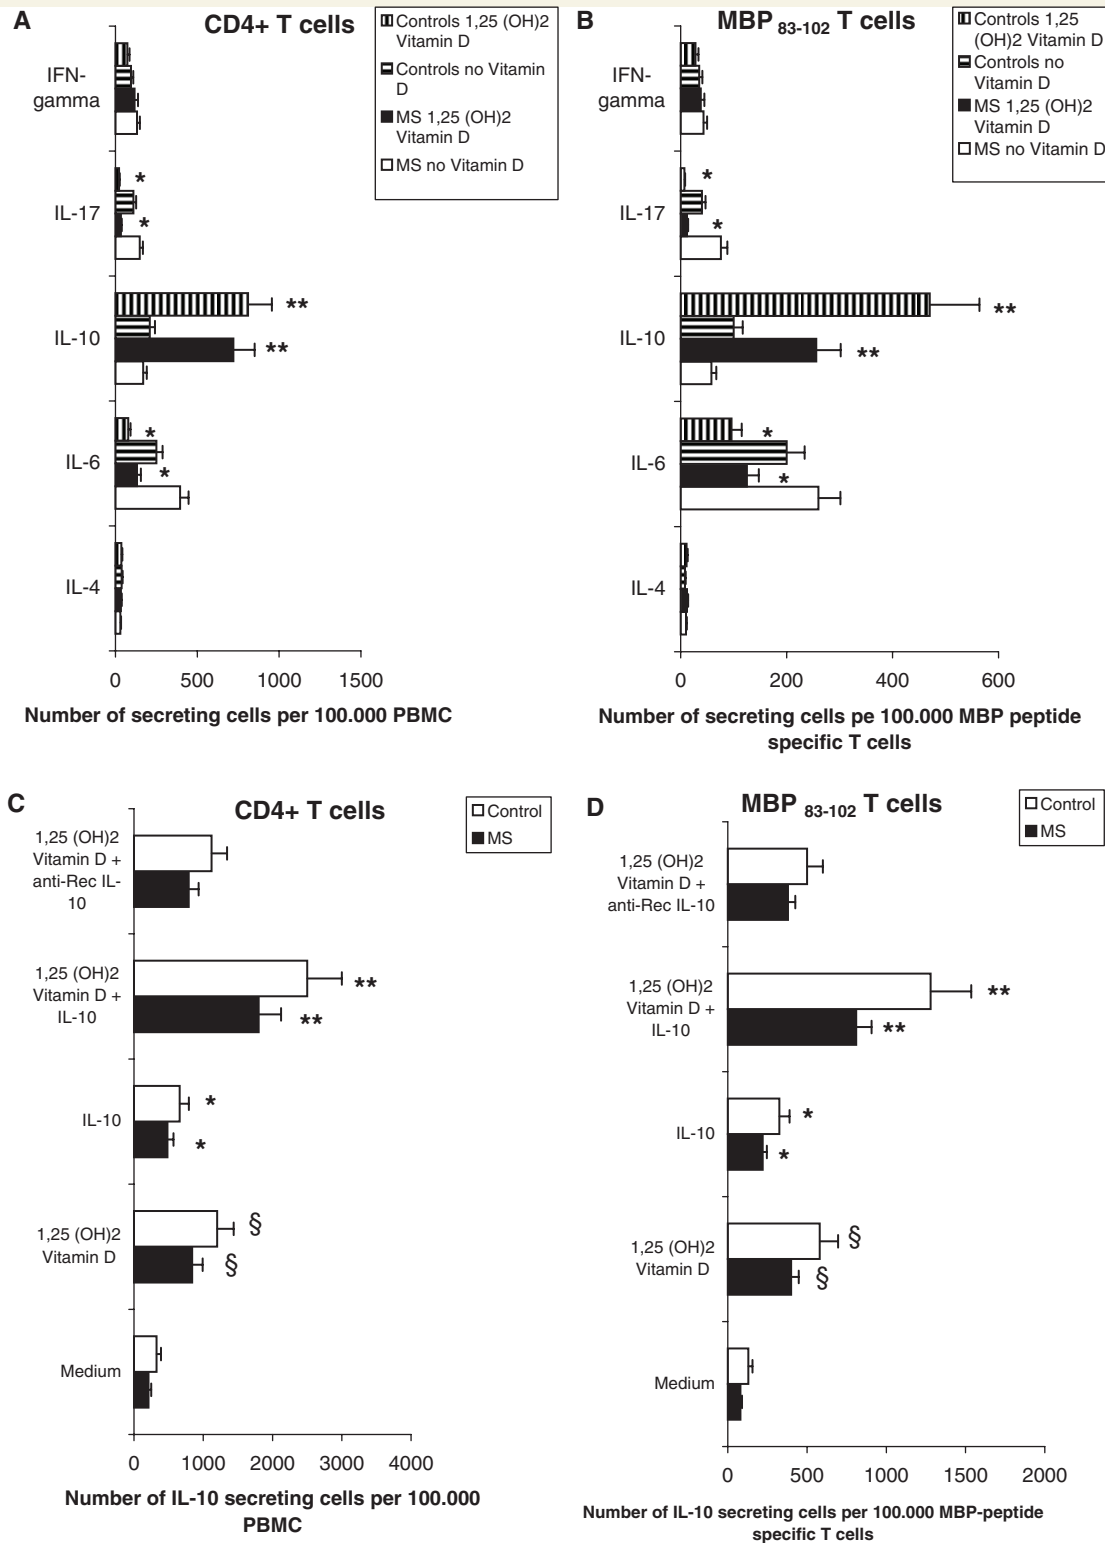 A
CD4+ T cells
Controls 1,25 (OH)2
Vitamin D
Controls no Vitamin
D
MS 1,25 (OH)2
Vitamin D
MS no Vitamin D
IFN-
gamma
*
IL-17
*
**
IL-10
**
*
IL-6
*
IL-4
0 500 1000 1500
Number of secreting cells per 100.000 PBMC
B
MBP 83-102 T cells
Controls 1,25
(OH)2 Vitamin D
Controls no
Vitamin D
MS 1,25 (OH)2
Vitamin D
MS no Vitamin D
IFN-
gamma
*
IL-17
*
**
IL-10
**
*
IL-6
*
IL-4
0 200 400 600
Number of secreting cells pe 100.000 MBP peptide
specific T cells
C
CD4+ T cells
Control
MS
1,25 (OH)2
Vitamin D +
anti-Rec IL-
10
1,25 (OH)2
Vitamin D +
IL-10
**
**
IL-10
*
*
1,25 (OH)2
Vitamin D
§
§
Medium
0 1000 2000 3000 4000
Number of IL-10 secreting cells per 100.000
PBMC
D
MBP 83-102 T cells
Control
MS
1,25 (OH)2
Vitamin D +
anti-Rec IL-10
1,25 (OH)2
Vitamin D +
IL-10
**
**
IL-10
*
*
1,25 (OH)2
Vitamin D
§
§
Medium
0 500 1000 1500 2000
Number of IL-10 secreting cells per 100.000 MBP-peptide
specific T cells